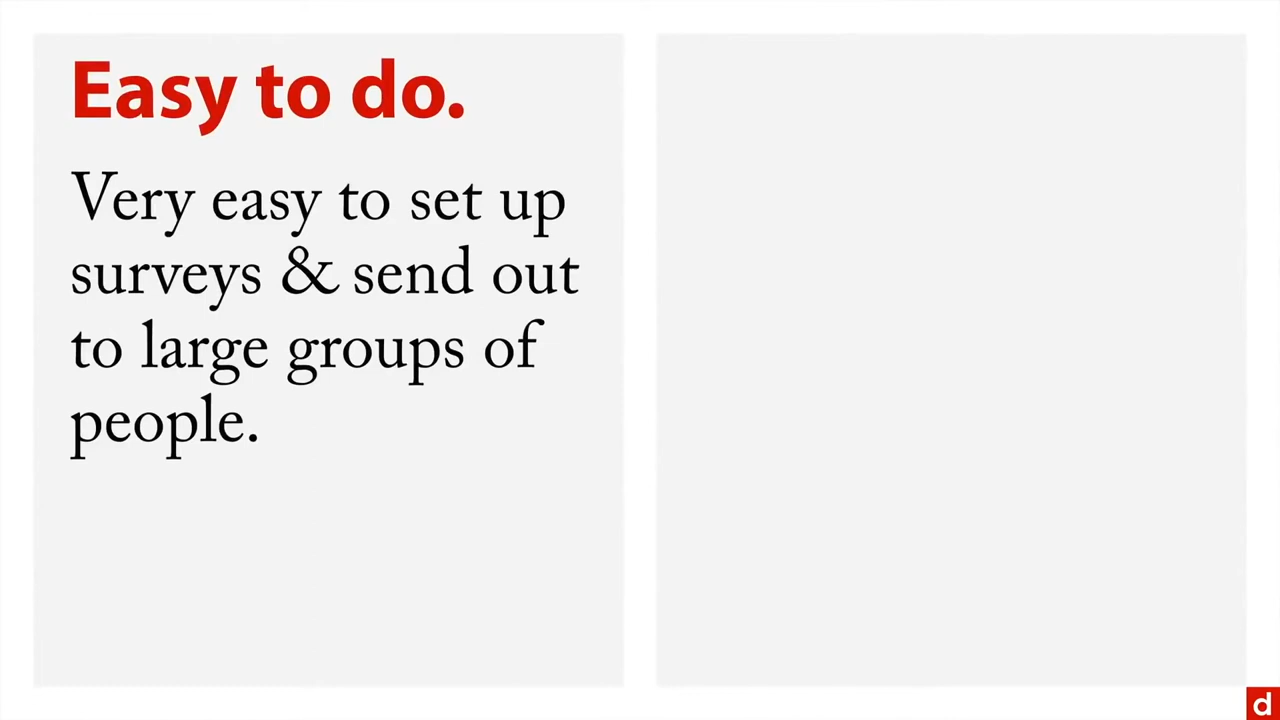 Easy to do.
Very easy to set up
surveys & send out
to large groups of
people.
d